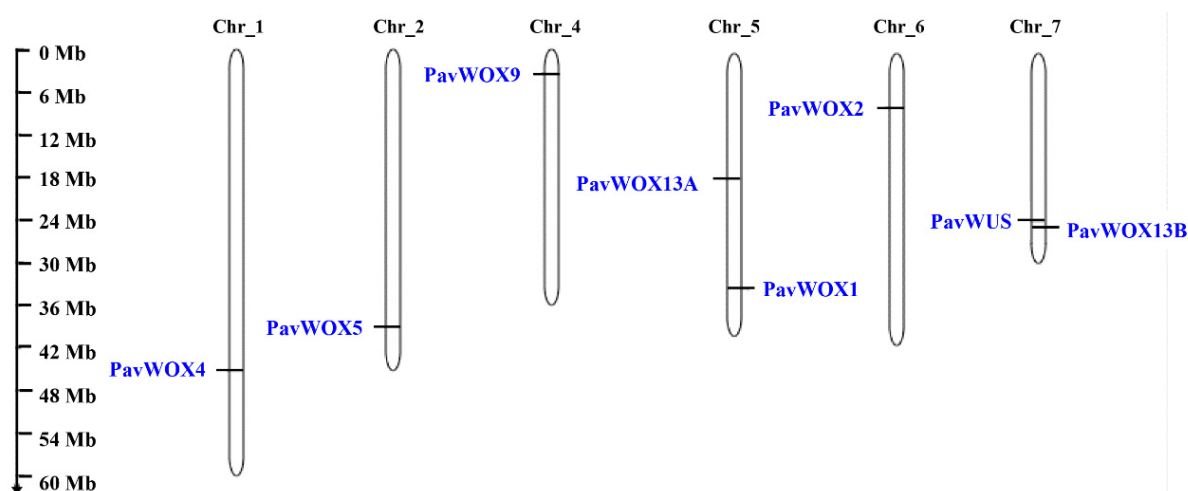 Chr_1 Chr_2 Chr_4 Chr_5 Chr_6 Chr_7
0 Mb
PavWOX9
6 Mb
PavWOX2
12 Mb
18 Mb
PavWOX13A
24 Mb
PavWUS
PavWOX13B
30 Mb
PavWOX1
36 Mb
PavWOX5
42 Mb
PavWOX4
48 Mb
54 Mb
60 Mb